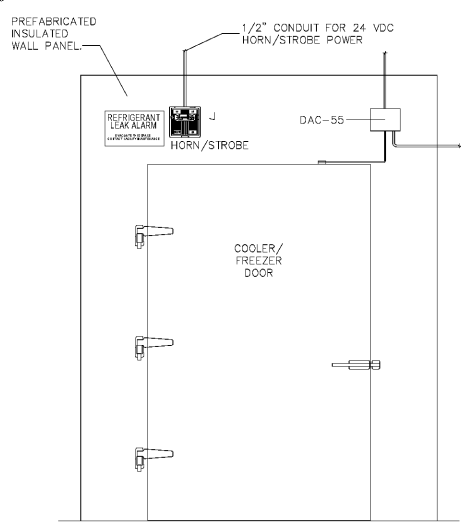 PREFABRICATED
INSULATED
WALL PANEL.
1/2" CONDUIT FOR 24 VDC
HORN/STROBE POWER
REFRIGERANT
LEAK ALARM
HORN/STROBE
DAC-55
COOLER/
FREEZER
DOOR